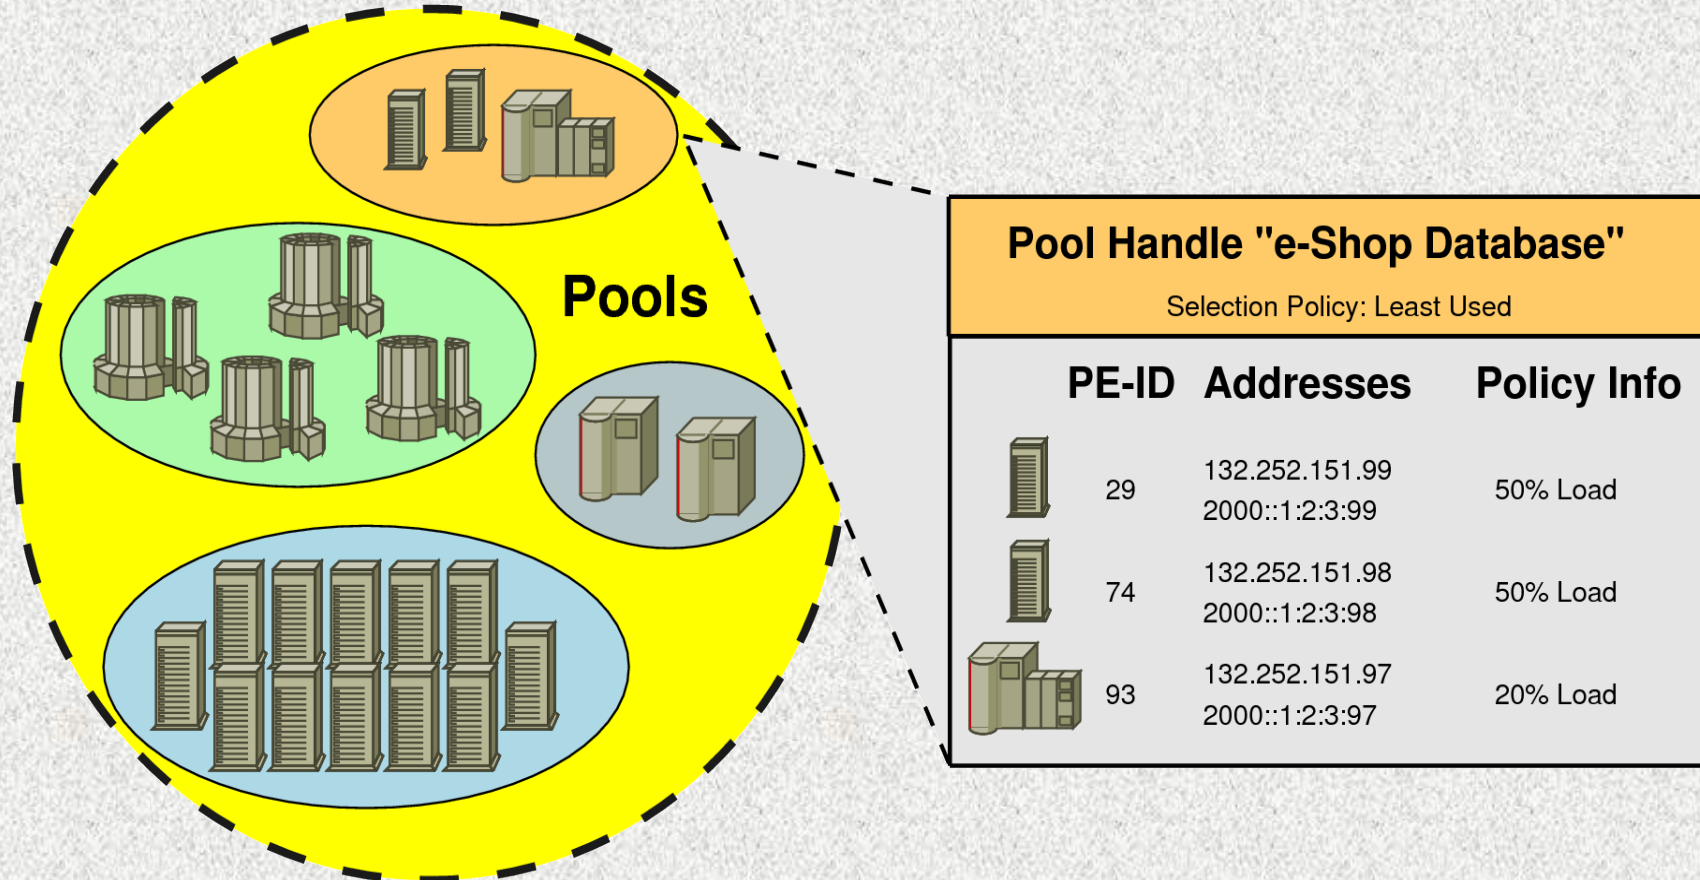 Pools
Pool Handle "e-Shop Database"
Selection Policy: Least Used
PE-ID Addresses Policy Info
29 132.252.151.99 50% Load
2000::1:2:3:99
74 132.252.151.98 50% Load
2000::1:2:3:98
93 132.252.151.97 20% Load
2000::1:2:3:97